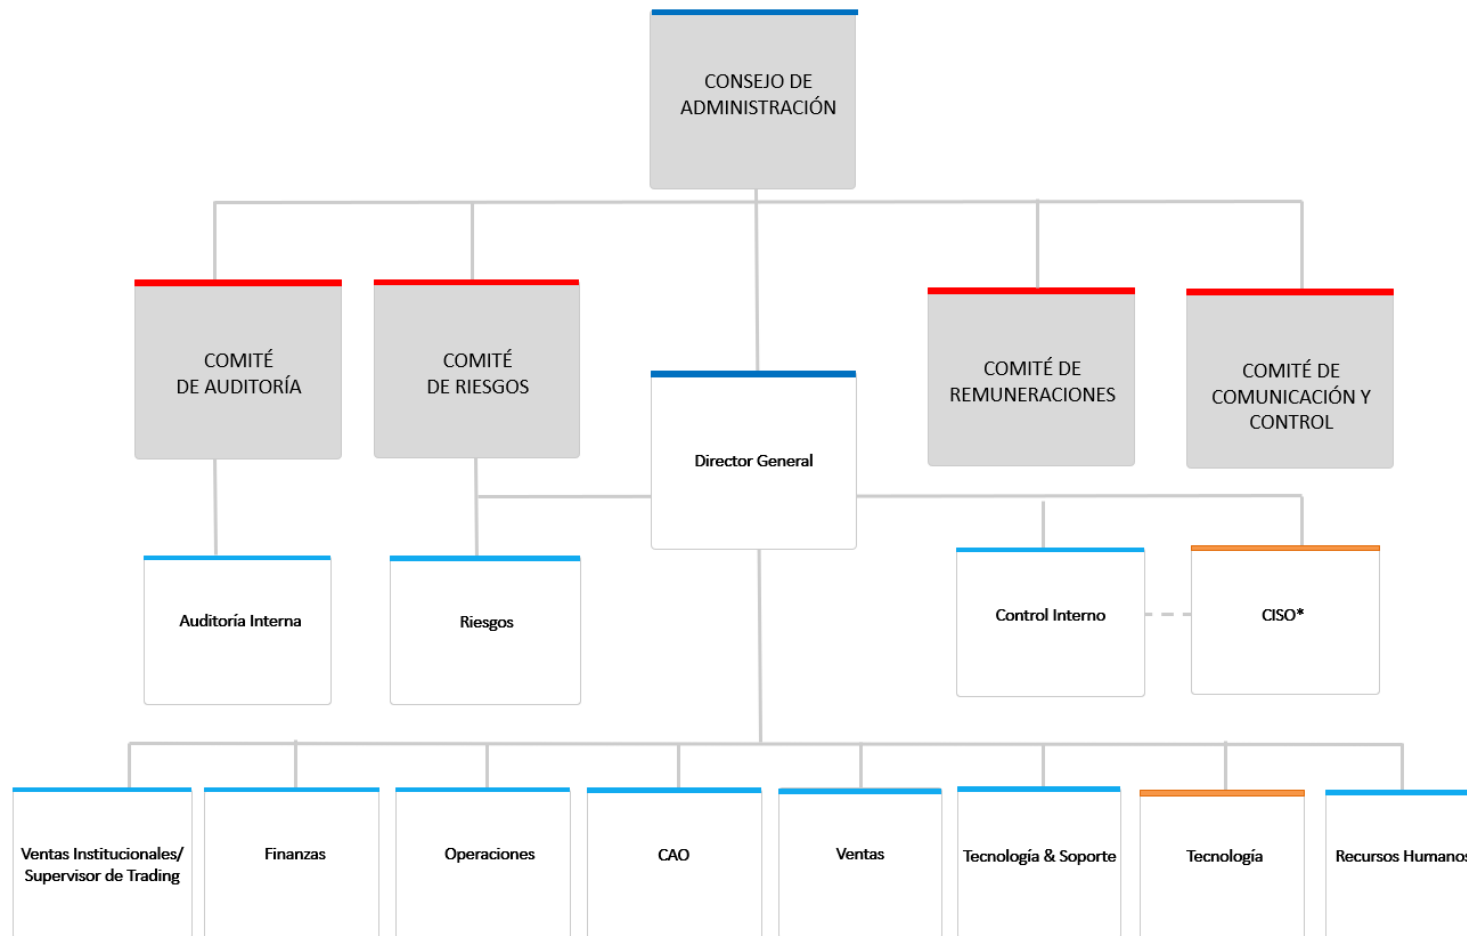 CONSEJO DE
ADMINISTRACIÓN
COMITÉ
DE AUDITORÍA
COMITÉ
DE RIESGOS
COMITÉ DE
REMUNERACIONES
COMITÉ DE
COMUNICACIÓN Y
CONTROL
Director General
Auditoría Interna
Riesgos
Control Interno
CISO*
Ventas Institucionales/
Supervisor de Trading
Finanzas
Operaciones
CAO
Ventas
Tecnología & Soporte
Tecnología
Recursos Humanos